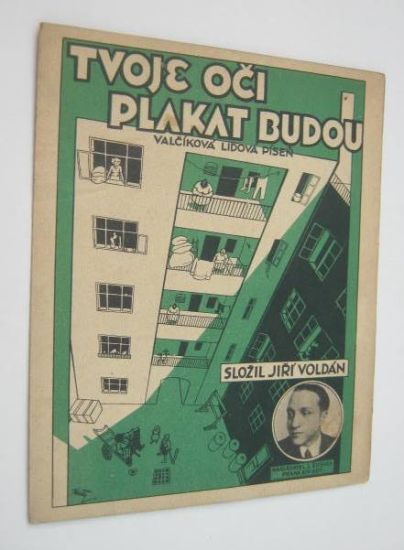 TVOJE OČI
PLAKAT BUDOU
VALČÍKOVÁ LIDOVÁ PÍSEŇ
SLOŽIL JIŘÍ VOLDÁN